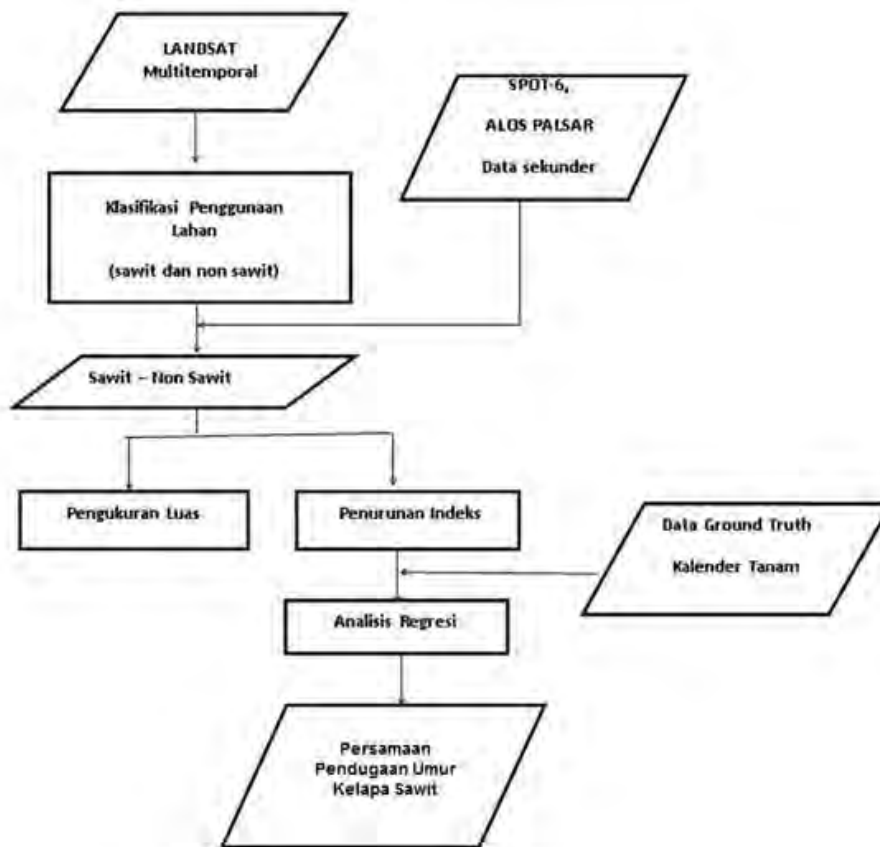 LANDSAT
Multitemporal
SPOT-6,
ALOS PALSAR
Data sekunder
Klasifikasi Penggunaan
Lahan
(sawit dan non sawit)
Sawit – Non Sawit
Pengukuran Luas
Penurunan Indeks
Data Ground Truth
Kalender Tanam
Analisis Regresi
Persamaan
Pendugaan Umur
Kelapa Sawit